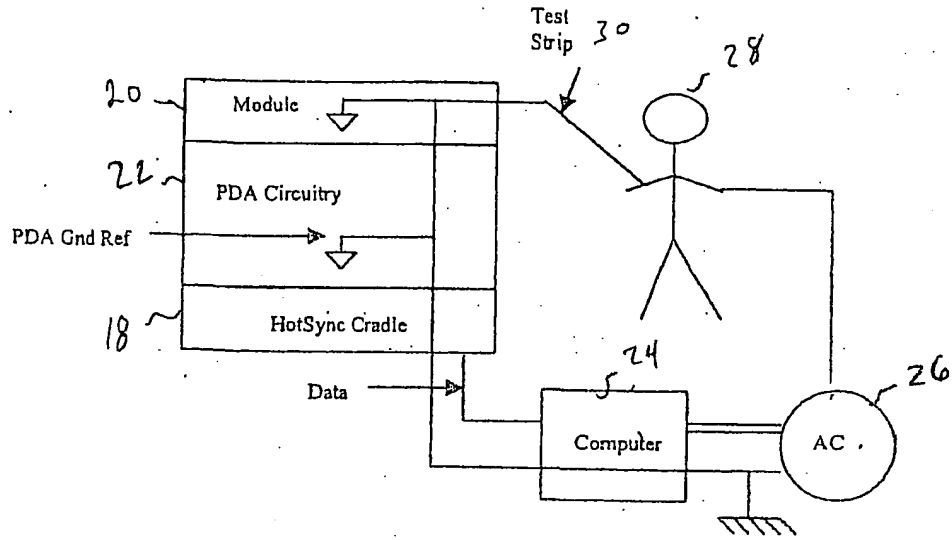 Test
Strip 30
28
20
Module
22
PDA Circuitry
PDA Gnd Ref
18
HotSync Cradle
24
26
Data
Computer
AC